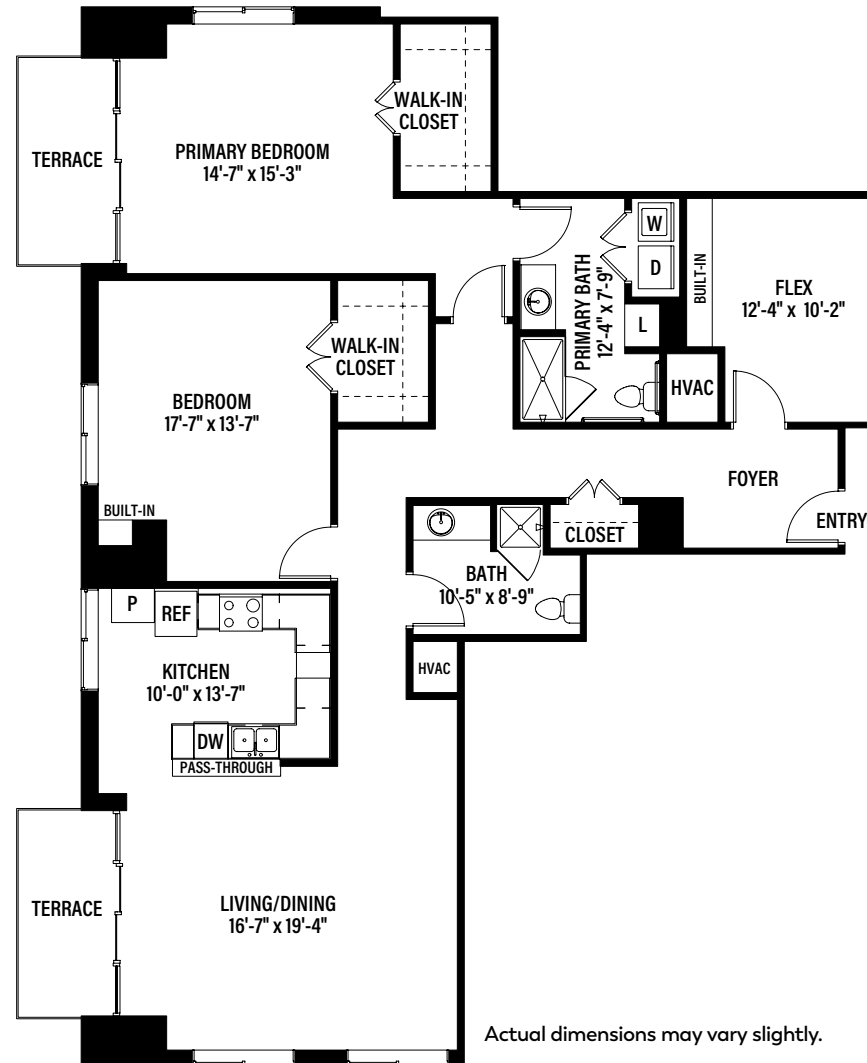 WALK-IN
CLOSET
TERRACE
PRIMARY BEDROOM
14'-7" x 15'-3"
W
D
BUILT-IN
FLEX
12'-4" x 10'-2"
PRIMARY BATH
12'-4" x 7'-9"
L
WALK-IN
CLOSET
HVAC
BEDROOM
17'-7" x 13'-7"
FOYER
BUILT-IN
ENTRY
CLOSET
BATH
10'-5" x 8'-9"
P
REF
KITCHEN
10'-0" x 13'-7"
HVAC
DW
PASS-THROUGH
TERRACE
LIVING/DINING
16'-7" x 19'-4"
Actual dimensions may vary slightly.